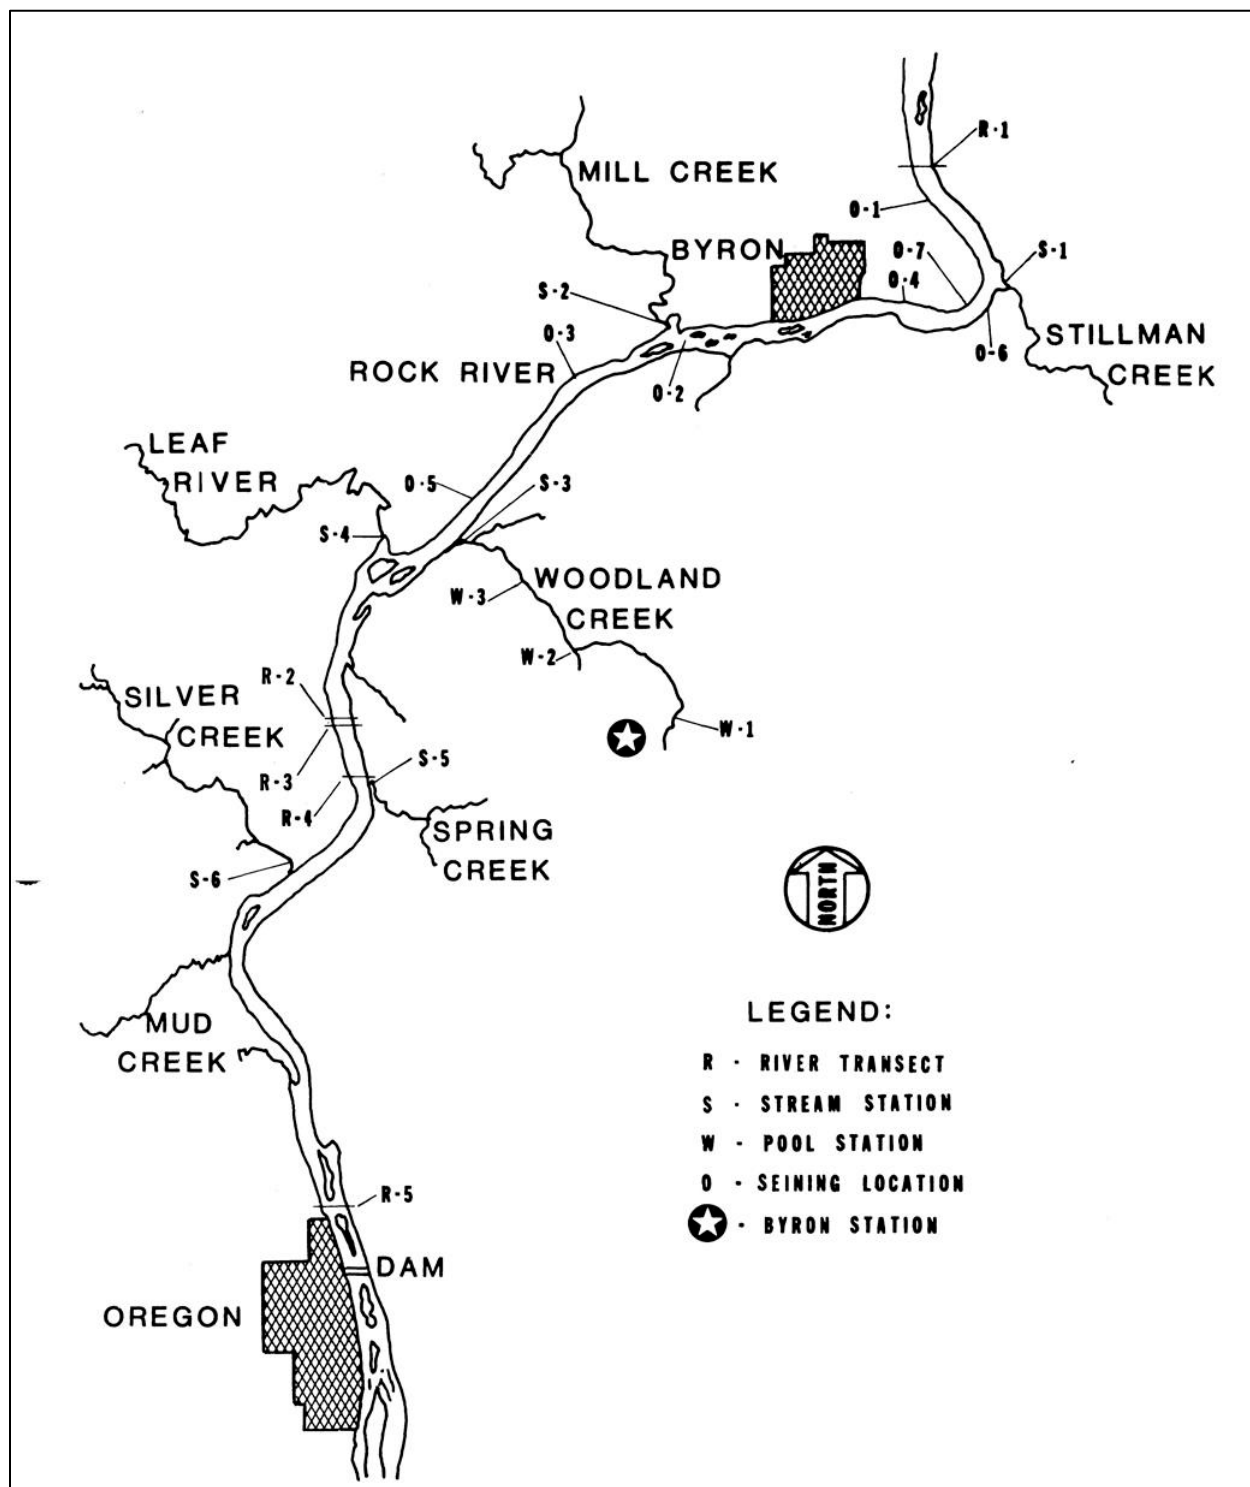 R-1
MILL CREEK
O-1
BYRON
O-7
S-1
O-4
S-2
O-3
STILLMAN
CREEK
O-6
ROCK RIVER
O-2
LEAF
RIVER
O-5
S-3
S-4
WOODLAND
CREEK
W-3
W-2
R-2
SILVER
CREEK
W-1
R-3
S-5
R-4
SPRING
CREEK
S-6
NORTH
MUD
CREEK
LEGEND:
R - RIVER TRANSECT
S - STREAM STATION
W - POOL STATION
O - SEINING LOCATION
- BYRON STATION
R-5
DAM
OREGON